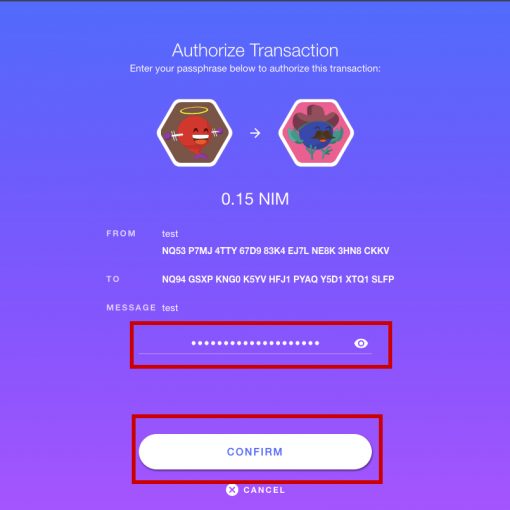 Authorize Transaction
Enter your passphrase below to authorize this transaction:
0.15 NIM
FROM test
NQ53 P7MJ 4TTY 67D9 83K4 EJ7L NE8K 3HN8 CKKV
TO NQ94 GSXP KNG0 K5YV HFJ1 PYAQ Y5D1 XTQ1 SLFP
MESSAGE test
CONFIRM
CANCEL